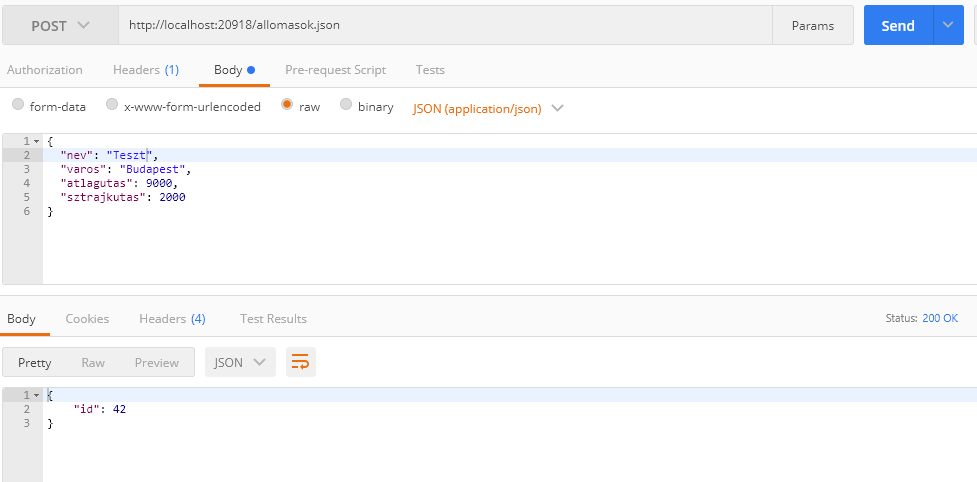 POST http://localhost:20918/allomasok.json Params Send
Authorization Headers (1) Body Pre-request Script Tests
form-data x-www-form-urlencoded raw binary JSON (application/json)
1 {
2 "nev": "Teszt",
3 "varos": "Budapest",
4 "atlagutas": 9000,
5 "sztrajkutas": 2000
6 }
Body Cookies Headers (4) Test Results Status: 200 OK
Pretty Raw Preview JSON
1 {
2 "id": 42
3 }